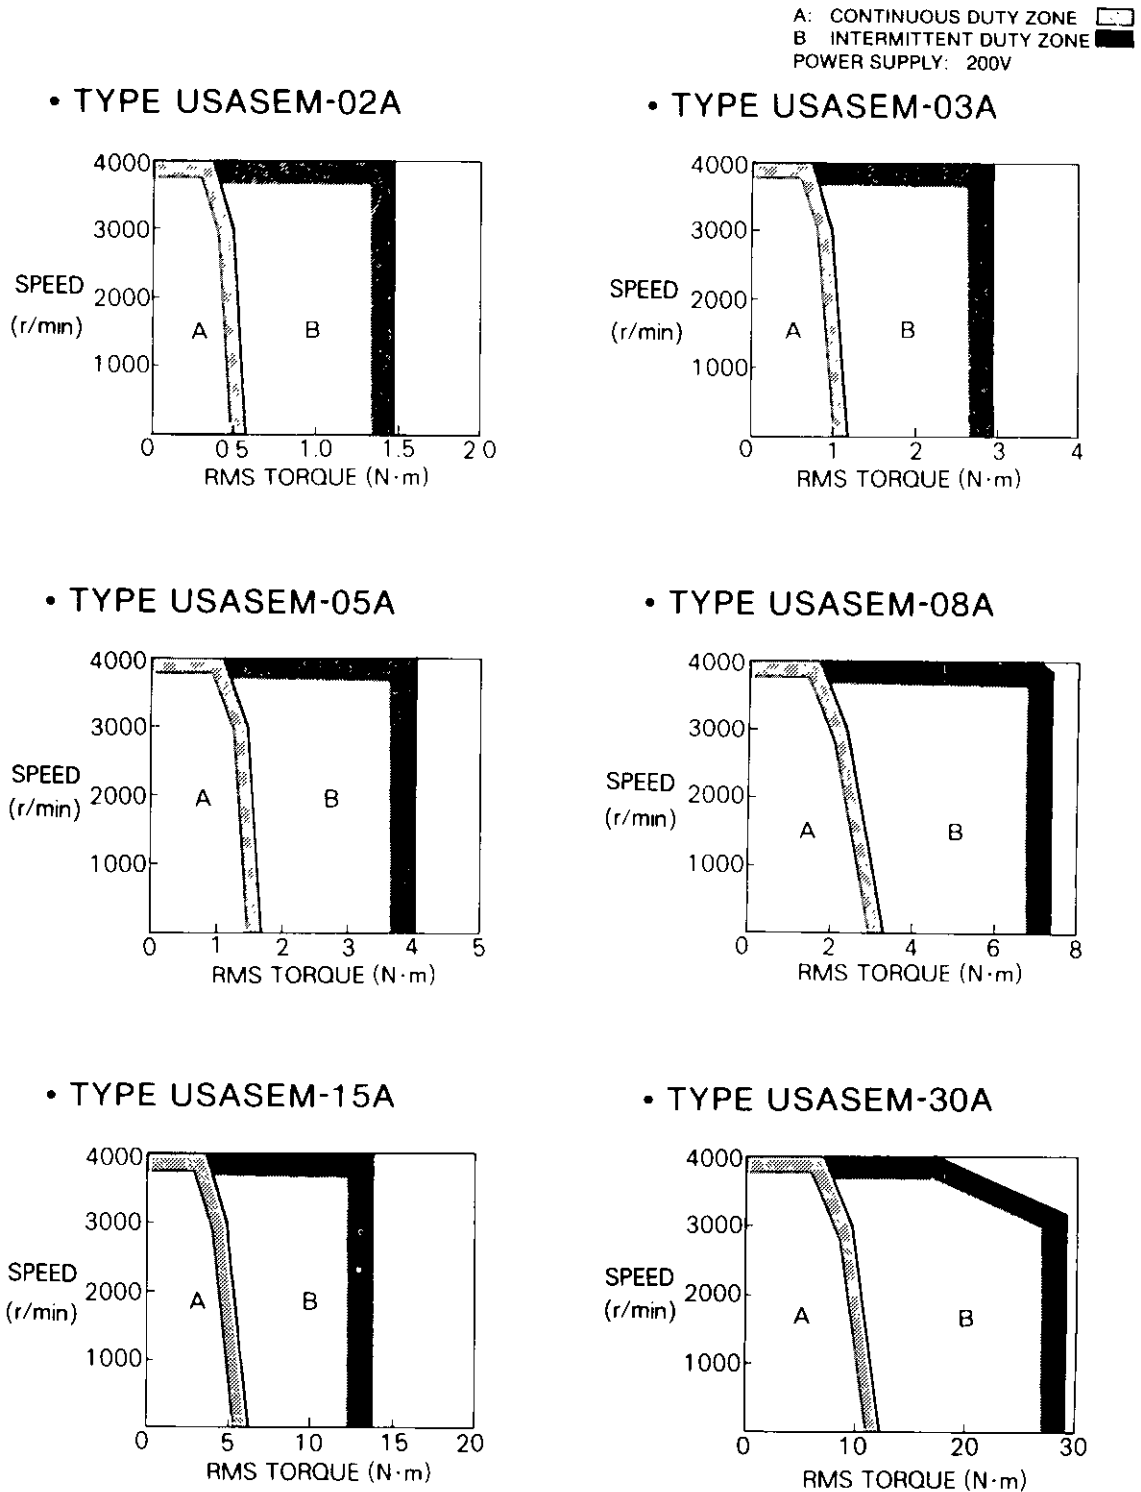 A: CONTINUOUS DUTY ZONE
B INTERMITTENT DUTY ZONE
POWER SUPPLY: 200V
• TYPE USASEM-02A
4000
3000
2000
1000
SPEED
(r/min)
A
B
0
0 5
1.0
1.5
2 0
RMS TORQUE (N·m)
• TYPE USASEM-03A
4000
3000
2000
1000
SPEED
(r/min)
A
B
0
1
2
3
4
RMS TORQUE (N·m)
• TYPE USASEM-05A
4000
3000
2000
1000
SPEED
(r/min)
A
B
0
1
2
3
4
5
RMS TORQUE (N·m)
• TYPE USASEM-08A
4000
3000
2000
1000
SPEED
(r/min)
A
B
0
2
4
6
8
RMS TORQUE (N·m)
• TYPE USASEM-15A
4000
3000
2000
1000
SPEED
(r/min)
A
B
0
5
10
15
20
RMS TORQUE (N·m)
• TYPE USASEM-30A
4000
3000
2000
1000
SPEED
(r/min)
A
B
0
10
20
30
RMS TORQUE (N·m)